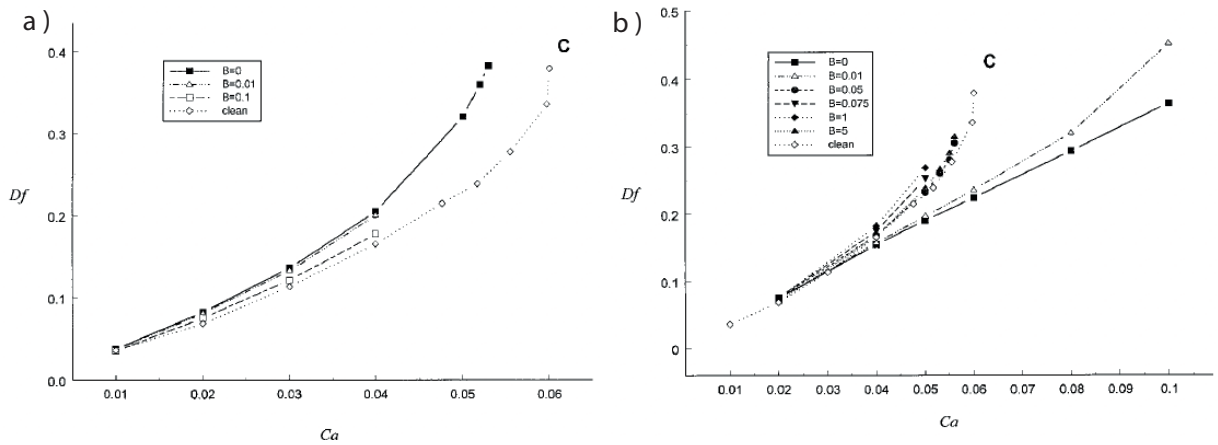 a )
C
0.4
0.3
0.2
0.1
0.0
Df
B=0
B=0.01
B=0.1
clean
0.01 0.02 0.03 0.04 0.05 0.06
Ca
b )
C
0.5
0.4
0.3
0.2
0.1
0
Df
B=0
B=0.01
B=0.05
B=0.075
B=1
B=5
clean
0.01 0.02 0.03 0.04 0.05 0.06 0.07 0.08 0.09 0.1
Ca